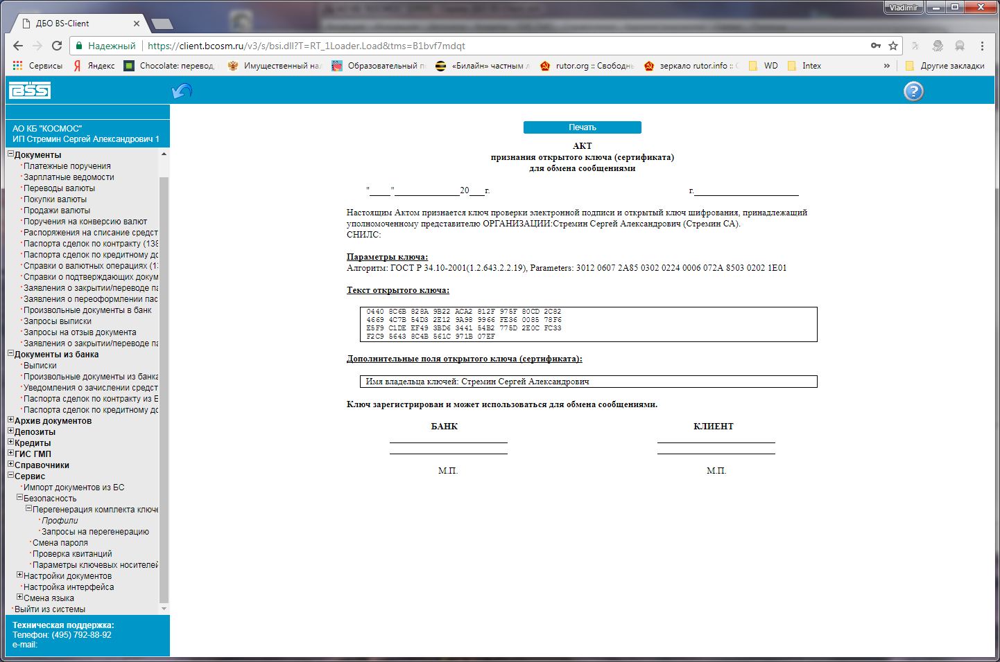 Vladimir
ДБО BS-Client
Надежный
https://client.bcosm.ru/v3/s/bsi.dll?T=RT_1Loader.Load&tms=B1bvf7mdqt
Сервисы
Яндекс
Chocolate: перевод,
Имущественный нал
Образовательный п
«Билайн» частным л
rutor.org :: Свободнь
зеркало rutor.info :: С
WD
Intex
»
Другие закладки
BSS
?
АО КБ "КОСМОС"
ИП Стремин Сергей Александрович 1
Документы
Платежные поручения
Зарплатные ведомости
Переводы валюты
Покупки валюты
Продажи валюты
Поручения на конверсию валют
Распоряжения на списание средст
Паспорта сделок по контракту (138
Паспорта сделок по кредитному до
Справки о валютных операциях (13
Справки о подтверждающих докум
Заявления о закрытии/переводе па
Заявления о переоформлении пас
Произвольные документы в банк
Запросы выписки
Запросы на отзыв документа
Заявления о закрытии/переводе па
Документы из банка
Выписки
Произвольные документы из банка
Уведомления о зачислении средст
Паспорта сделок по контракту из Б
Паспорта сделок по кредитному до
Архив документов
Депозиты
Кредиты
ГИС ГМП
Справочники
Сервис
Импорт документов из БС
Безопасность
Перегенерация комплекта ключе
Профили
Запросы на перегенерацию
Смена пароля
Проверка квитанций
Параметры ключевых носителей
Настройки документов
Настройка интерфейса
Смена языка
Выйти из системы
Техническая поддержка:
Телефон: (495) 792-88-92
e-mail:
Печать
АКТ
признания открытого ключа (сертификата)
для обмена сообщениями
"____"______________20___г. г.______________________
Настоящим Актом признается ключ проверки электронной подписи и открытый ключ шифрования, принадлежащий
уполномоченному представителю ОРГАНИЗАЦИИ:Стремин Сергей Александрович (Стремин СА).
СНИЛС:
Параметры ключа:
Алгоритм: ГОСТ Р 34.10-2001(1.2.643.2.2.19), Parameters: 3012 0607 2A85 0302 0224 0006 072A 8503 0202 1E01
Текст открытого ключа:
0440 8C6B 828A 9B22 ACA2 812F 975F 80CD 2C82
4669 4C7B 54D3 2E12 9A98 9966 FE36 0085 78F6
E5F9 C1DE EF49 3BD6 3441 54B2 775D 2E0C FC33
F2C9 5643 8C4B 561C 971B 07EF
Дополнительные поля открытого ключа (сертификата):
Имя владельца ключей: Стремин Сергей Александрович
Ключ зарегистрирован и может использоваться для обмена сообщениями.
БАНК КЛИЕНТ
М.П. М.П.